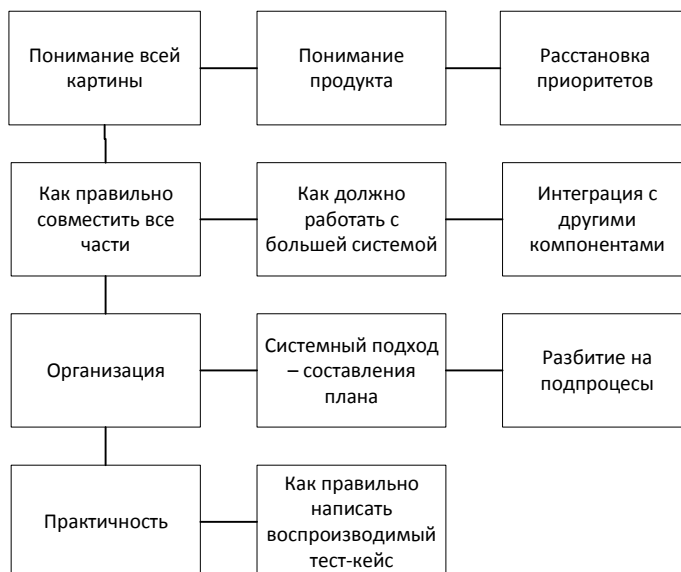 Понимание всей
картины
Понимание
продукта
Расстановка
приоритетов
Как правильно
совместить все
части
Как должно
работать с
большей системой
Интеграция с
другими
компонентами
Организация
Системный подход
– составления
плана
Разбитие на
подпроцесы
Практичность
Как правильно
написать
воспроизводимый
тест-кейс